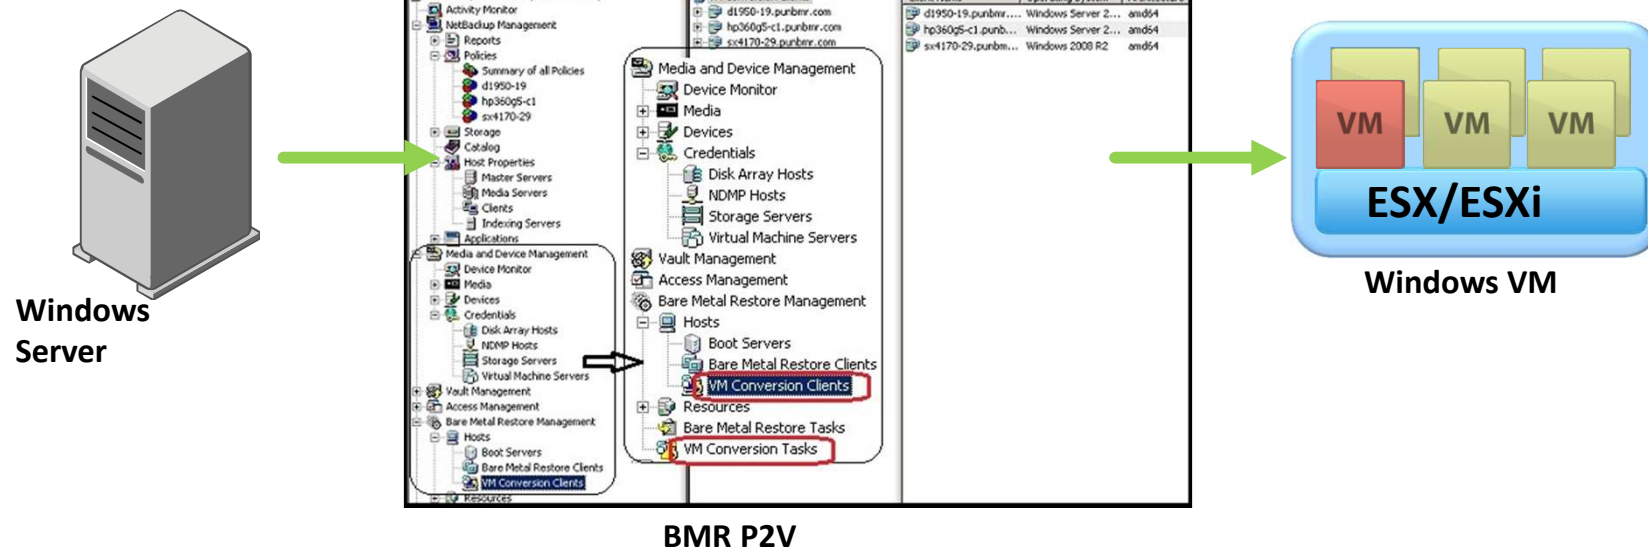 Windows
Server
Activity Monitor
NetBackup Management
Reports
Policies
Summary of all Policies
d1950-19
hp360g5-c1
sx4170-29
Storage
Catalog
Host Properties
Master Servers
Media Servers
Clients
Indexing Servers
Applications
Media and Device Management
Device Monitor
Media
Devices
Credentials
Disk Array Hosts
NDMP Hosts
Storage Servers
Virtual Machine Servers
Vault Management
Access Management
Bare Metal Restore Management
Hosts
Boot Servers
Bare Metal Restore Clients
VM Conversion Clients
Resources
d1950-19.punbmr.com
hp360g5-c1.punbmr.com
sx4170-29.punbmr.com
Media and Device Management
Device Monitor
Media
Devices
Credentials
Disk Array Hosts
NDMP Hosts
Storage Servers
Virtual Machine Servers
Vault Management
Access Management
Bare Metal Restore Management
Hosts
Boot Servers
Bare Metal Restore Clients
VM Conversion Clients
Resources
Bare Metal Restore Tasks
VM Conversion Tasks
d1950-19.punbmr.... Windows Server 2... amd64
hp360g5-c1.punb... Windows Server 2... amd64
sx4170-29.punbm... Windows 2008 R2 amd64
BMR P2V
VM VM VM
ESX/ESXi
Windows VM